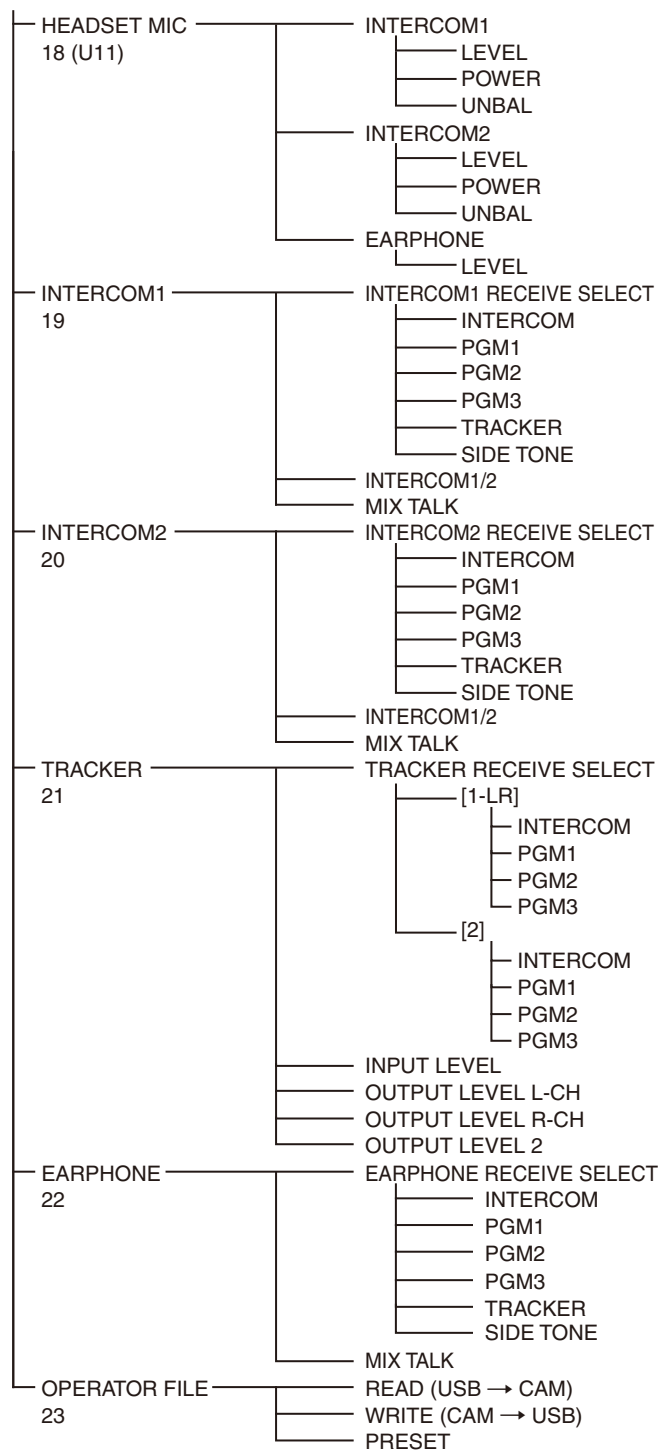 HEADSET MIC
18 (U11)
INTERCOM1
LEVEL
POWER
UNBAL
INTERCOM2
LEVEL
POWER
UNBAL
EARPHONE
LEVEL
INTERCOM1
19
INTERCOM1 RECEIVE SELECT
INTERCOM
PGM1
PGM2
PGM3
TRACKER
SIDE TONE
INTERCOM1/2
MIX TALK
INTERCOM2
20
INTERCOM2 RECEIVE SELECT
INTERCOM
PGM1
PGM2
PGM3
TRACKER
SIDE TONE
INTERCOM1/2
MIX TALK
TRACKER
21
TRACKER RECEIVE SELECT
[1-LR]
INTERCOM
PGM1
PGM2
PGM3
[2]
INTERCOM
PGM1
PGM2
PGM3
INPUT LEVEL
OUTPUT LEVEL L-CH
OUTPUT LEVEL R-CH
OUTPUT LEVEL 2
EARPHONE
22
EARPHONE RECEIVE SELECT
INTERCOM
PGM1
PGM2
PGM3
TRACKER
SIDE TONE
MIX TALK
OPERATOR FILE
23
READ (USB → CAM)
WRITE (CAM → USB)
PRESET